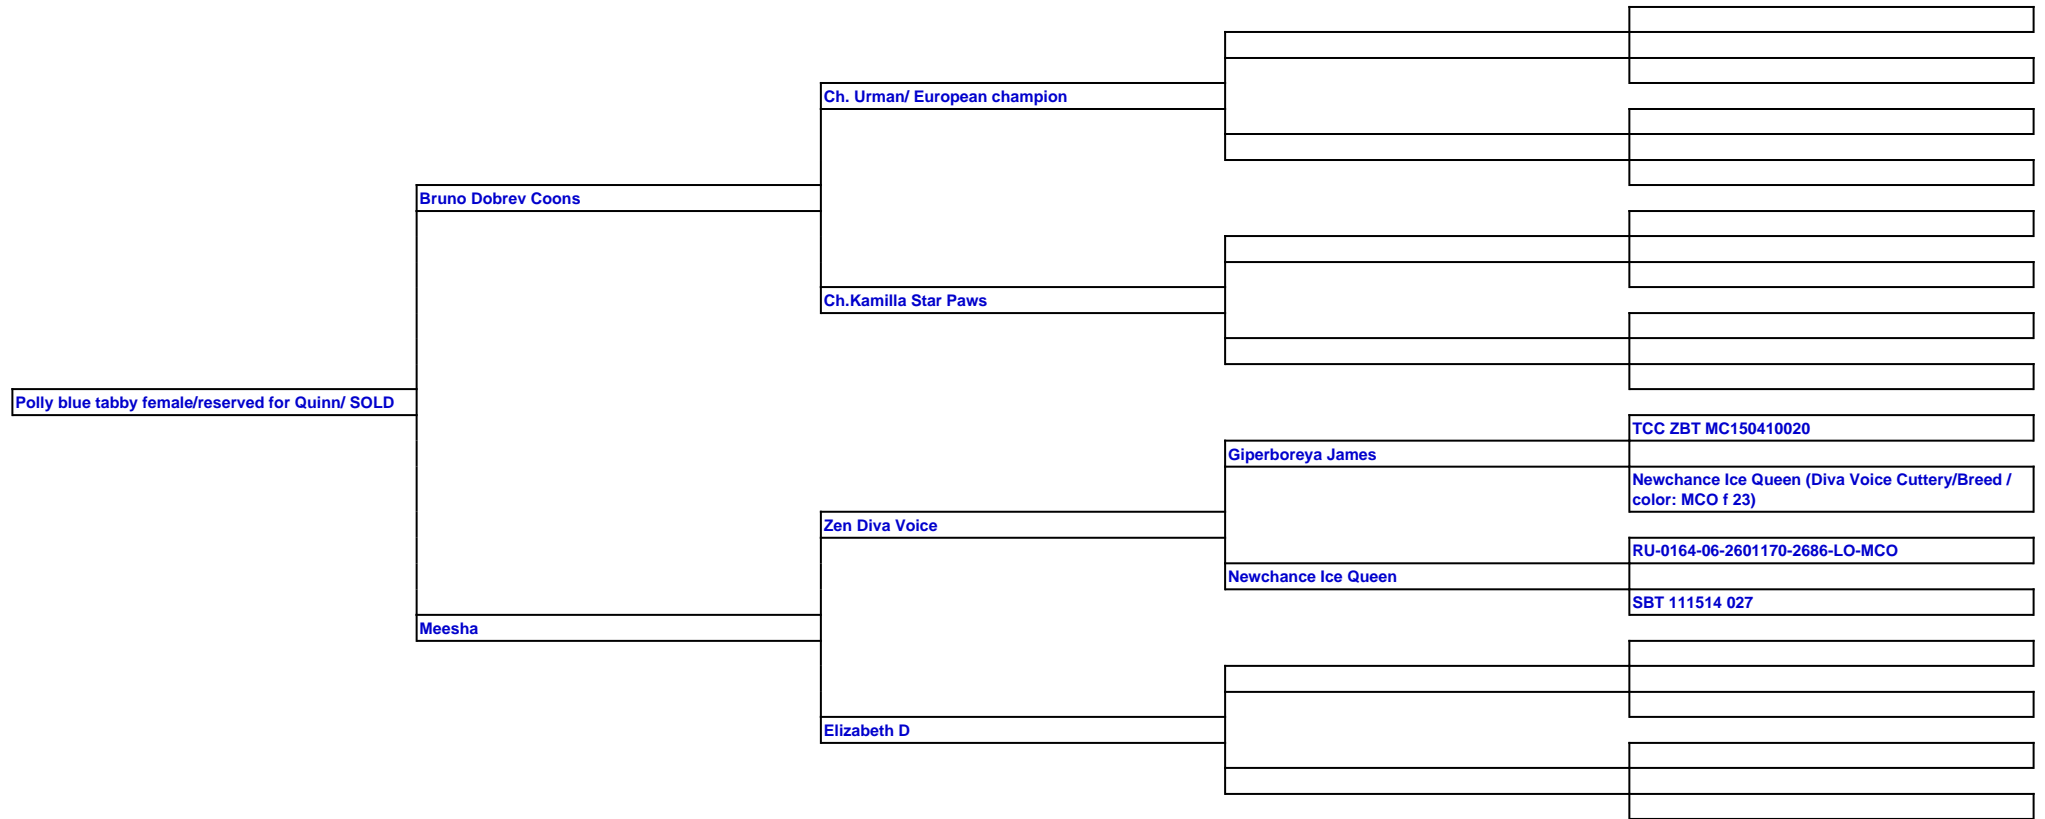 Ch. Urman/ European champion
Bruno Dobrev Coons
Ch.Kamilla Star Paws
Polly blue tabby female/reserved for Quinn/ SOLD
TCC ZBT MC150410020
Giperboreya James
Newchance Ice Queen (Diva Voice Cuttery/Breed /
color: MCO f 23)
Zen Diva Voice
RU-0164-06-2601170-2686-LO-MCO
Newchance Ice Queen
SBT 111514 027
Meesha
Elizabeth D